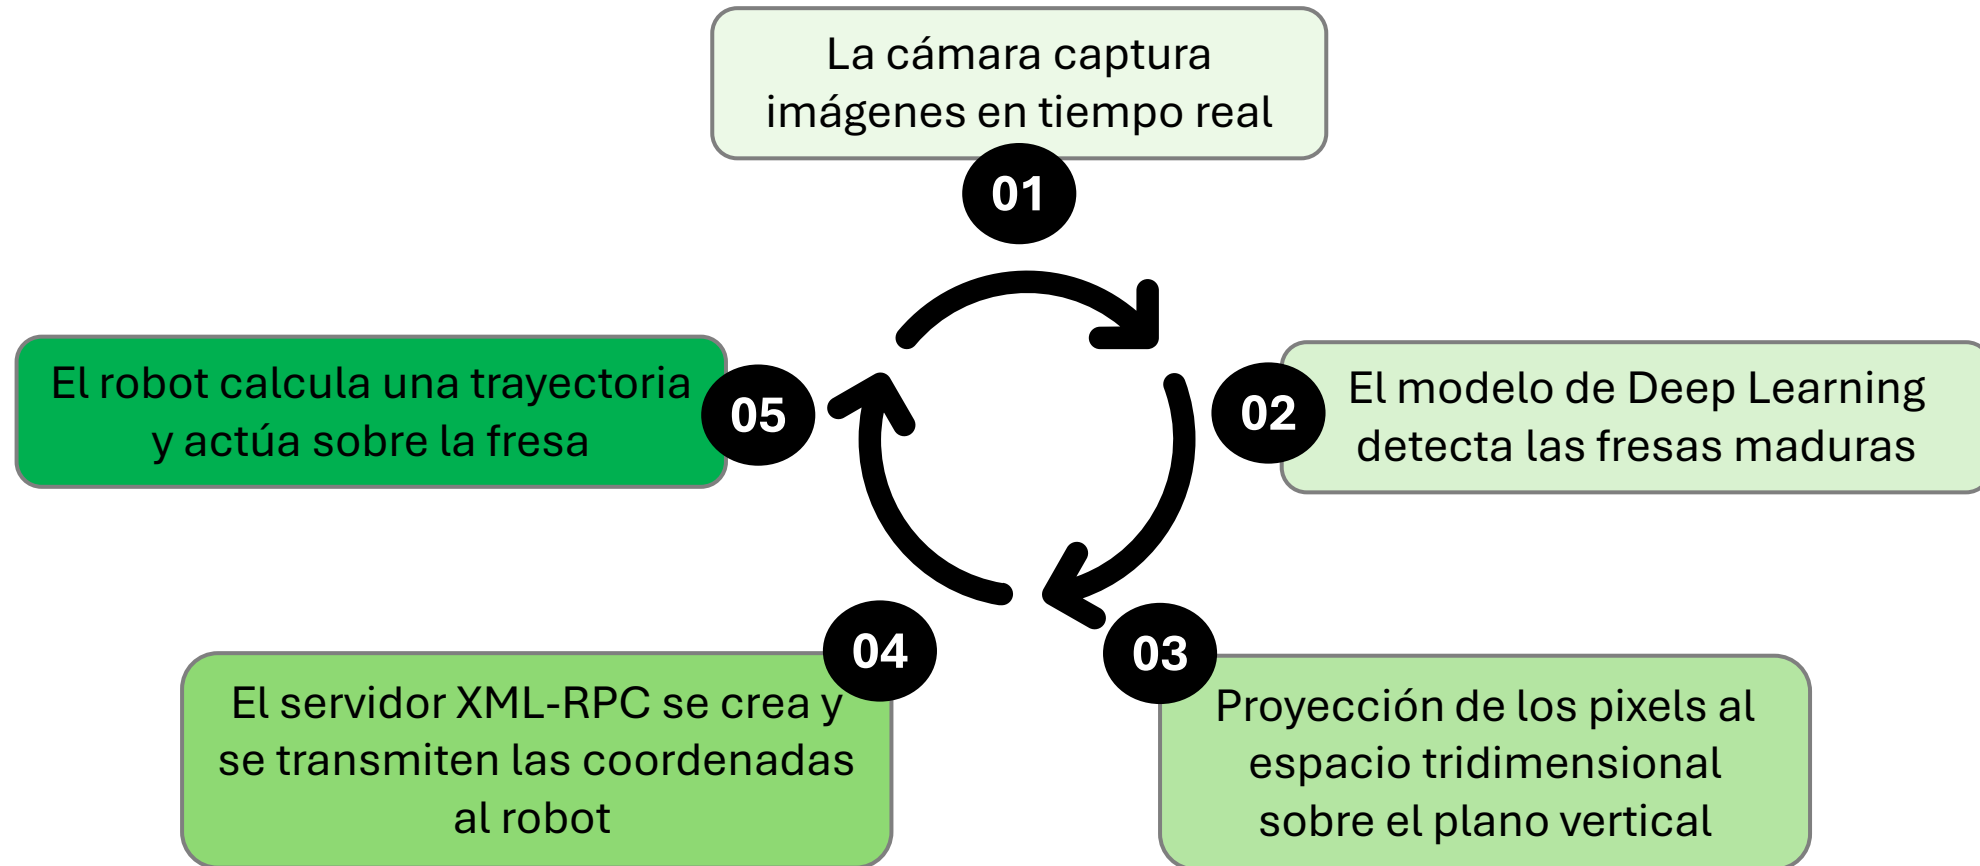 La cámara captura
imágenes en tiempo real
01
02
El modelo de Deep Learning
detecta las fresas maduras
03
Proyección de los pixels al
espacio tridimensional
sobre el plano vertical
04
El servidor XML-RPC se crea y
se transmiten las coordenadas
al robot
05
El robot calcula una trayectoria
y actúa sobre la fresa